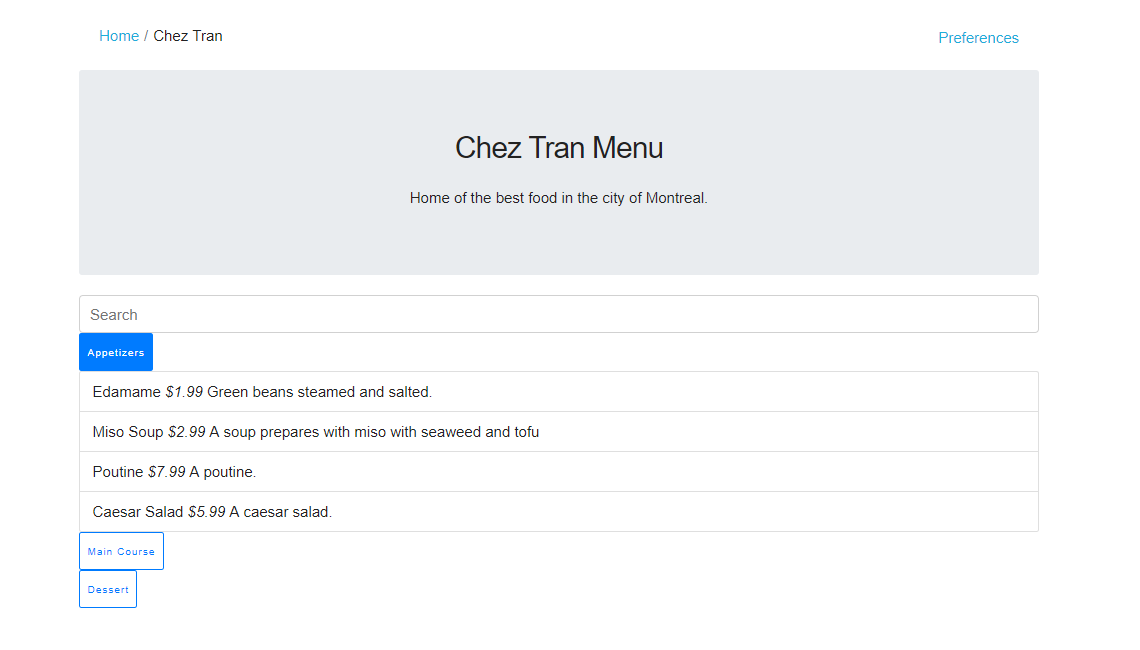 Home / Chez Tran
Preferences
Chez Tran Menu
Home of the best food in the city of Montreal.
Search
Appetizers
Edamame $1.99 Green beans steamed and salted.
Miso Soup $2.99 A soup prepares with miso with seaweed and tofu
Poutine $7.99 A poutine.
Caesar Salad $5.99 A caesar salad.
Main Course
Dessert